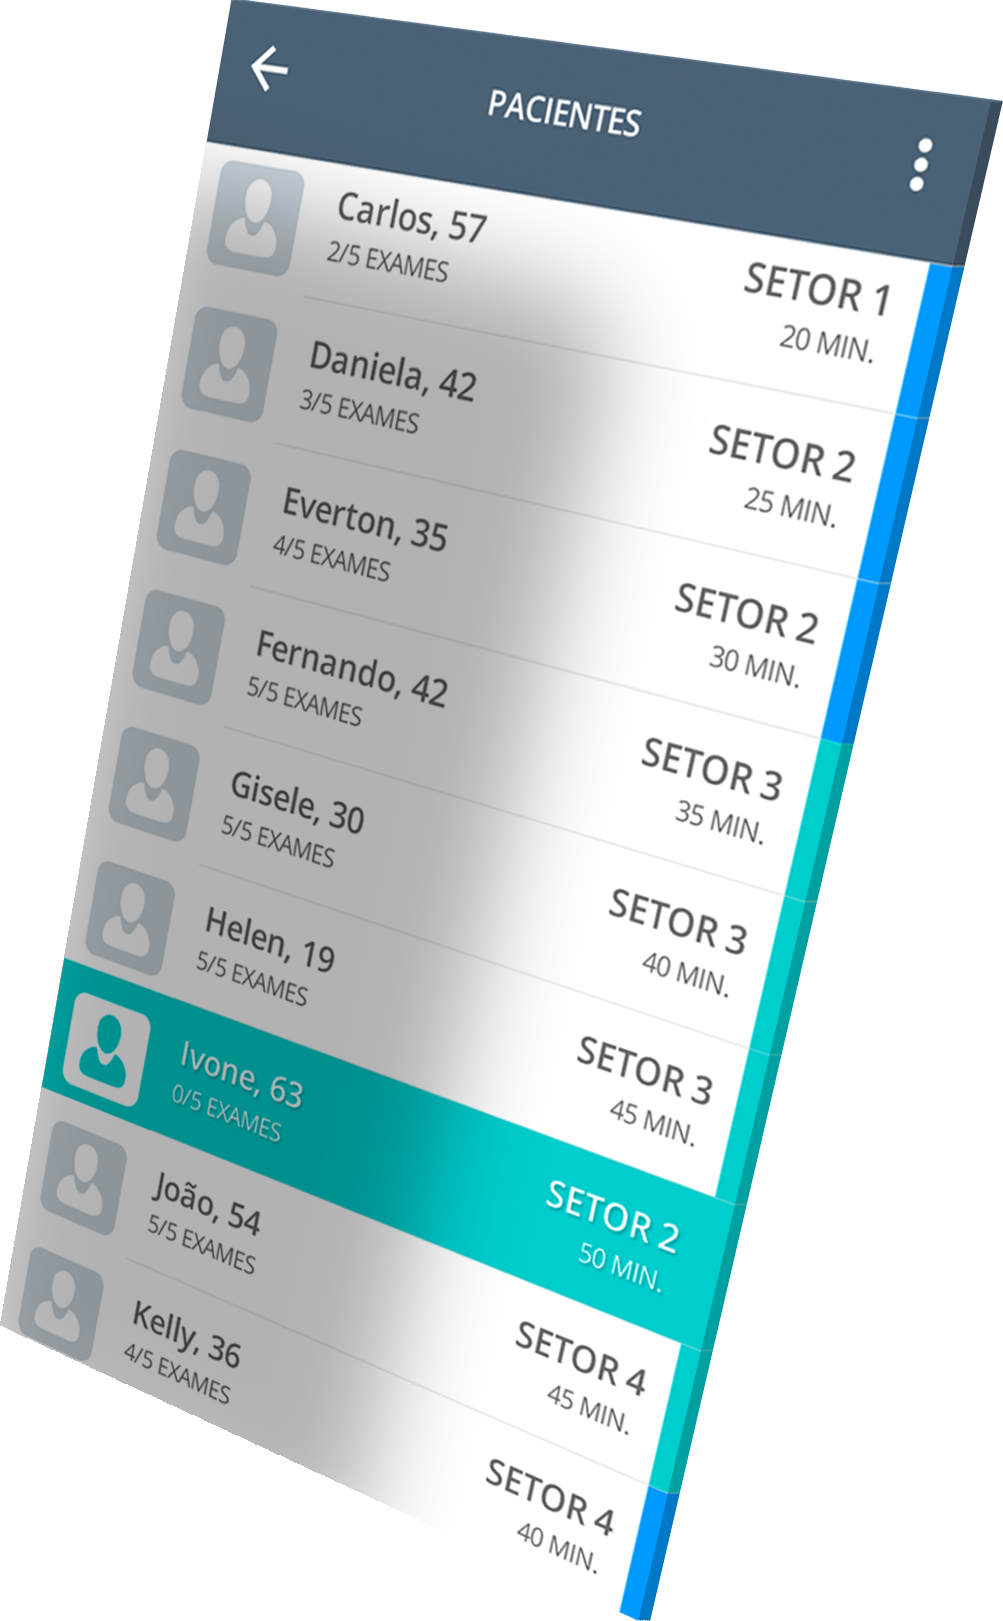 PACIENTES
Carlos, 57
2/5 EXAMES
SETOR 1
20 MIN.
Daniela, 42
3/5 EXAMES
SETOR 2
25 MIN.
Everton, 35
4/5 EXAMES
SETOR 2
30 MIN.
Fernando, 42
5/5 EXAMES
SETOR 3
35 MIN.
Gisele, 30
5/5 EXAMES
SETOR 3
40 MIN.
Helen, 19
5/5 EXAMES
SETOR 3
45 MIN.
Ivone, 63
0/5 EXAMES
SETOR 2
50 MIN.
João, 54
5/5 EXAMES
SETOR 4
45 MIN.
Kelly, 36
4/5 EXAMES
SETOR 4
40 MIN.